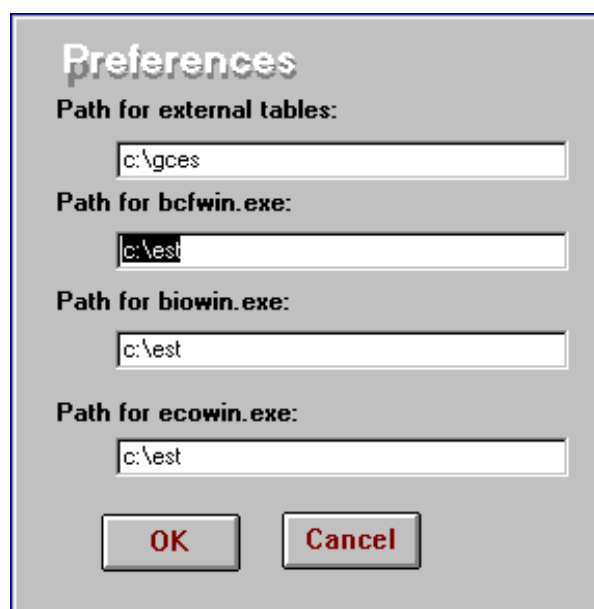 Preferences
Path for external tables:
c:\gces
Path for bcfwin.exe:
c:\est
Path for biowin.exe:
c:\est
Path for ecowin.exe:
c:\est
OK Cancel